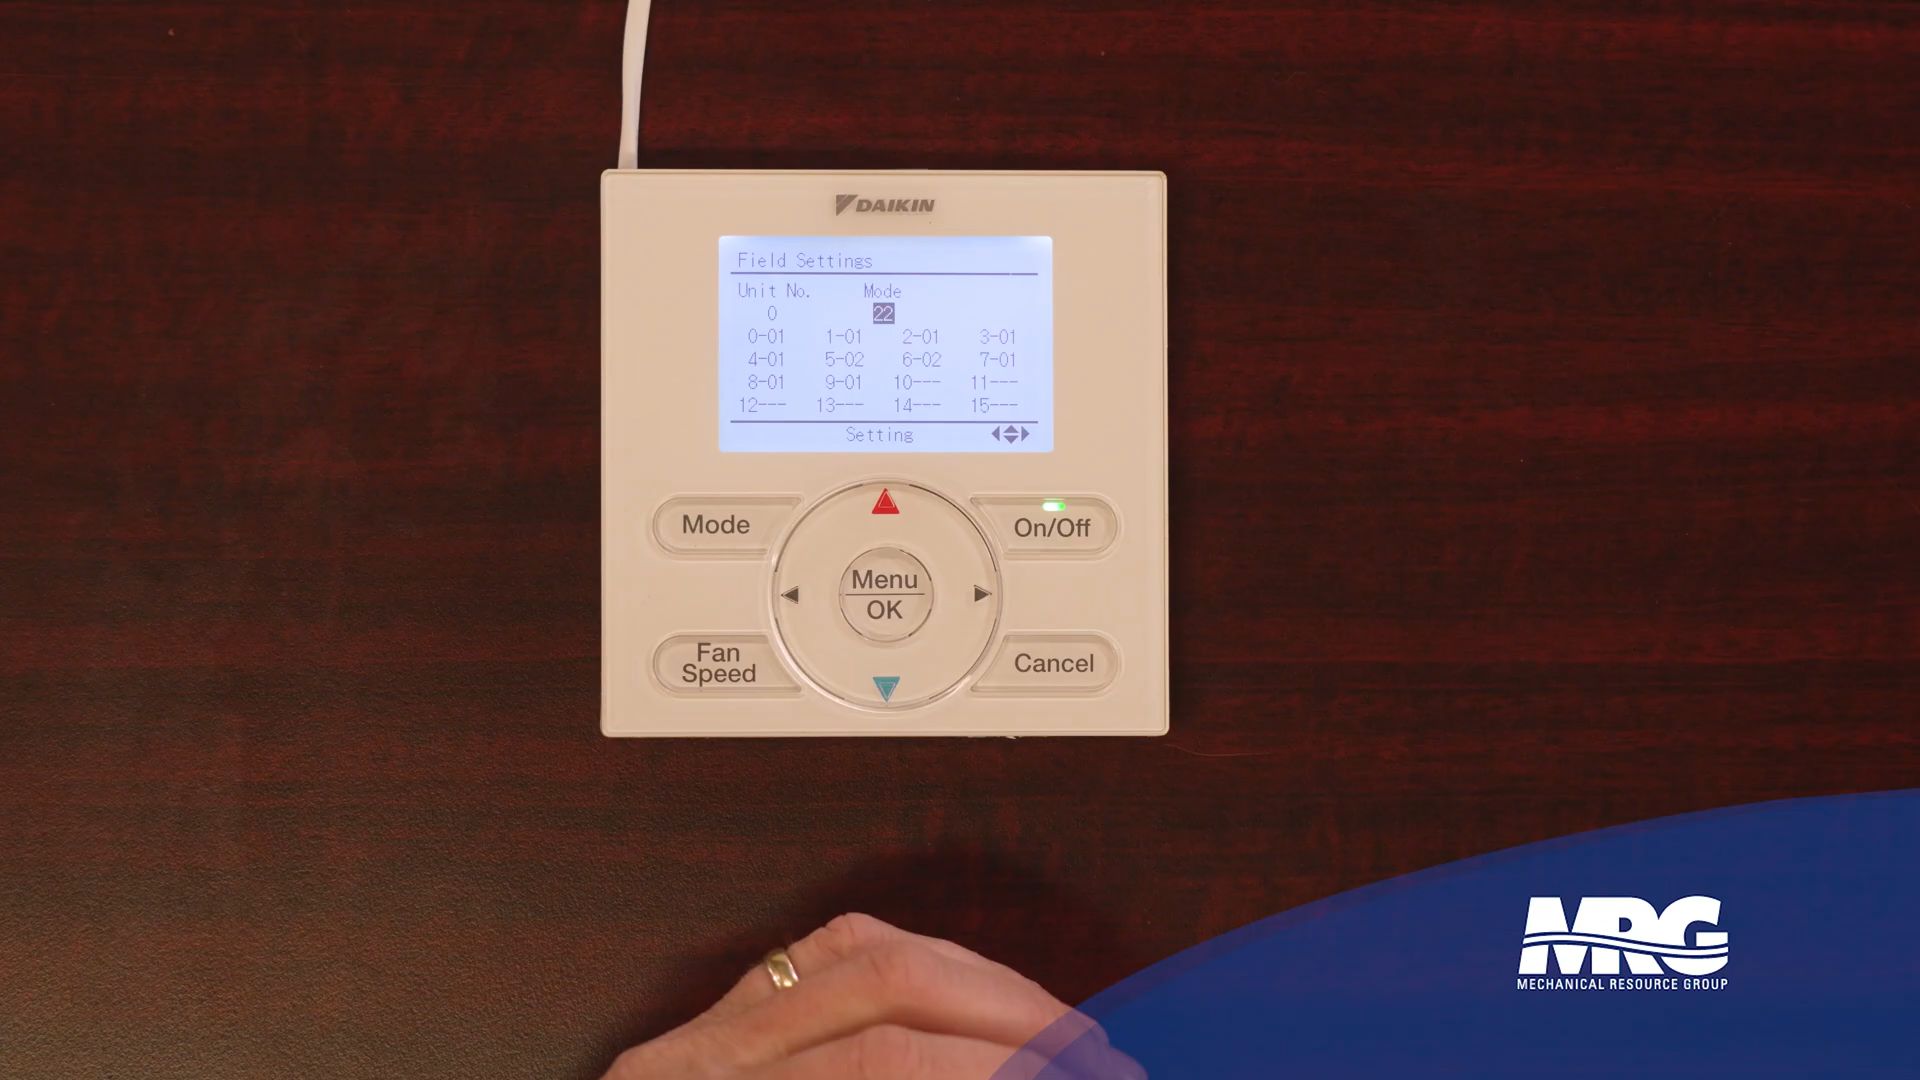 DAIKIN
Field Settings
Unit No. Mode
0 22
0-01 1-01 2-01 3-01
4-01 5-02 6-02 7-01
8-01 9-01 10--- 11---
12--- 13--- 14--- 15---
Setting
Mode
On/Off
Menu
OK
Fan
Speed
Cancel
MRG
MECHANICAL RESOURCE GROUP